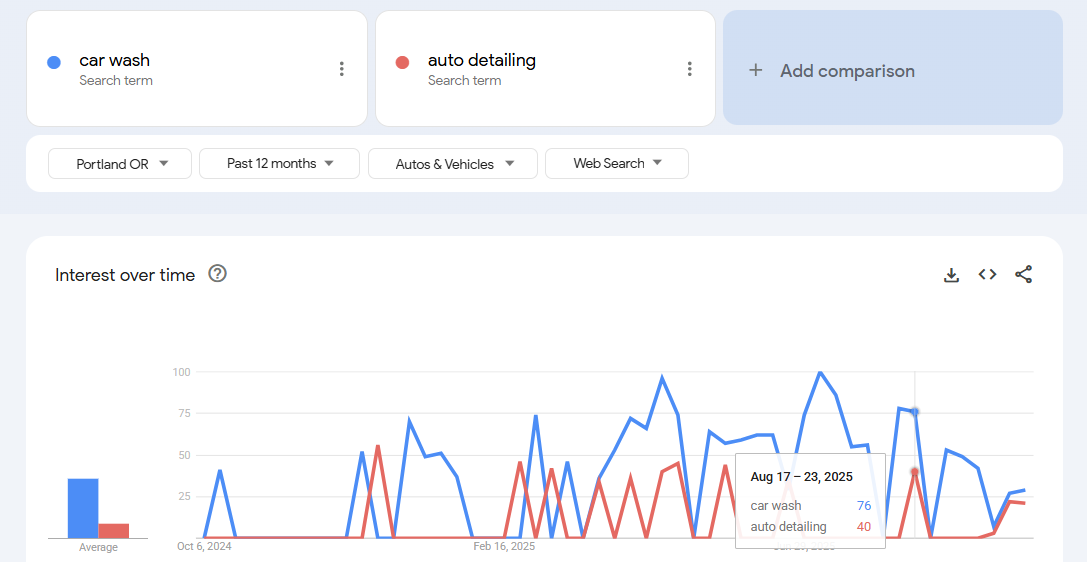 car wash
Search term
auto detailing
Search term
+ Add comparison
Portland OR
Past 12 months
Autos & Vehicles
Web Search
Interest over time
?
100
75
50
25
Average
Oct 6, 2024
Feb 16, 2025
Aug 17 – 23, 2025
car wash 76
auto detailing 40